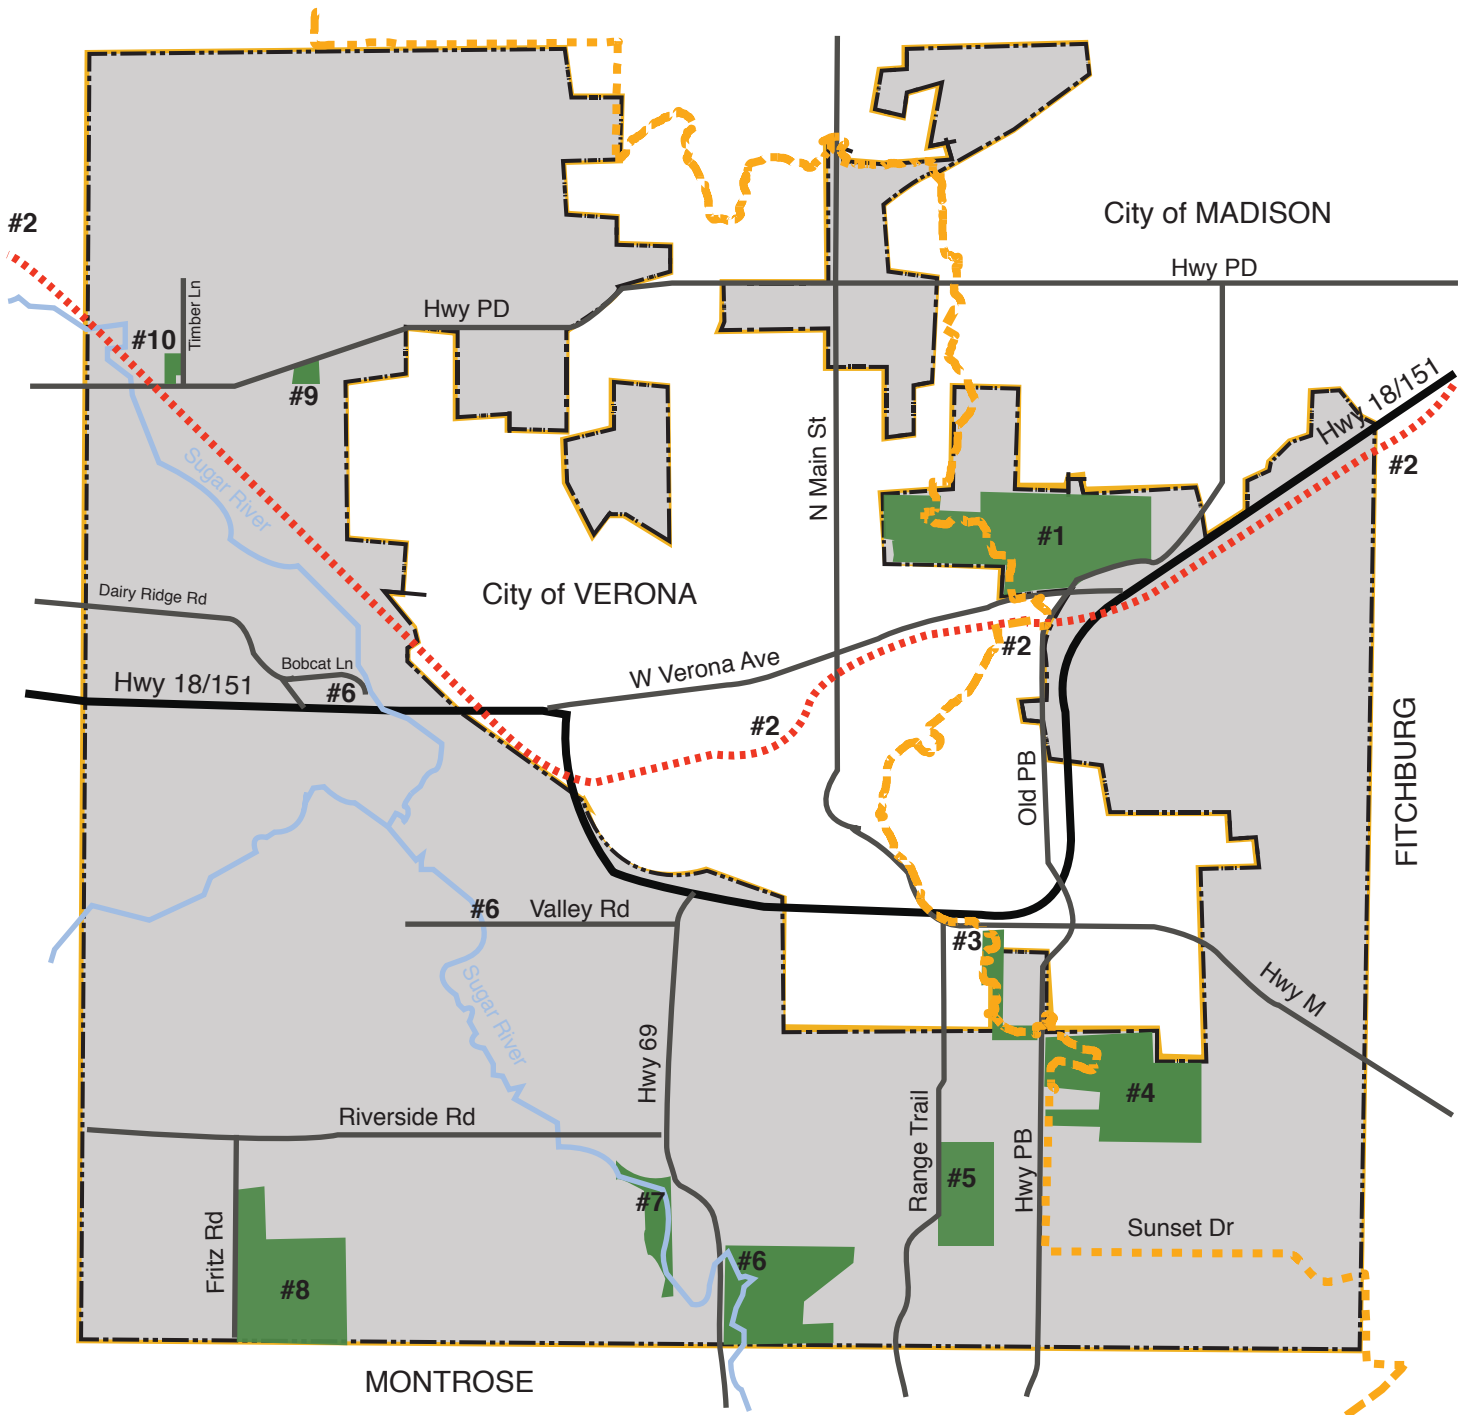 City of MADISON
#2
Hwy PD
Timber Ln
Hwy PD
#10
#9
Hwy 18/151
#2
N Main St
Sugar River
#1
City of VERONA
Dairy Ridge Rd
Bobcat Ln
Hwy 18/151
#6
W Verona Ave
#2
#2
Old PB
FITCHBURG
#6
Valley Rd
#3
Hwy M
Sugar River
Hwy 69
Riverside Rd
#4
Range Trail
#5
Hwy PB
#7
Fritz Rd
Sunset Dr
#6
#8
MONTROSE